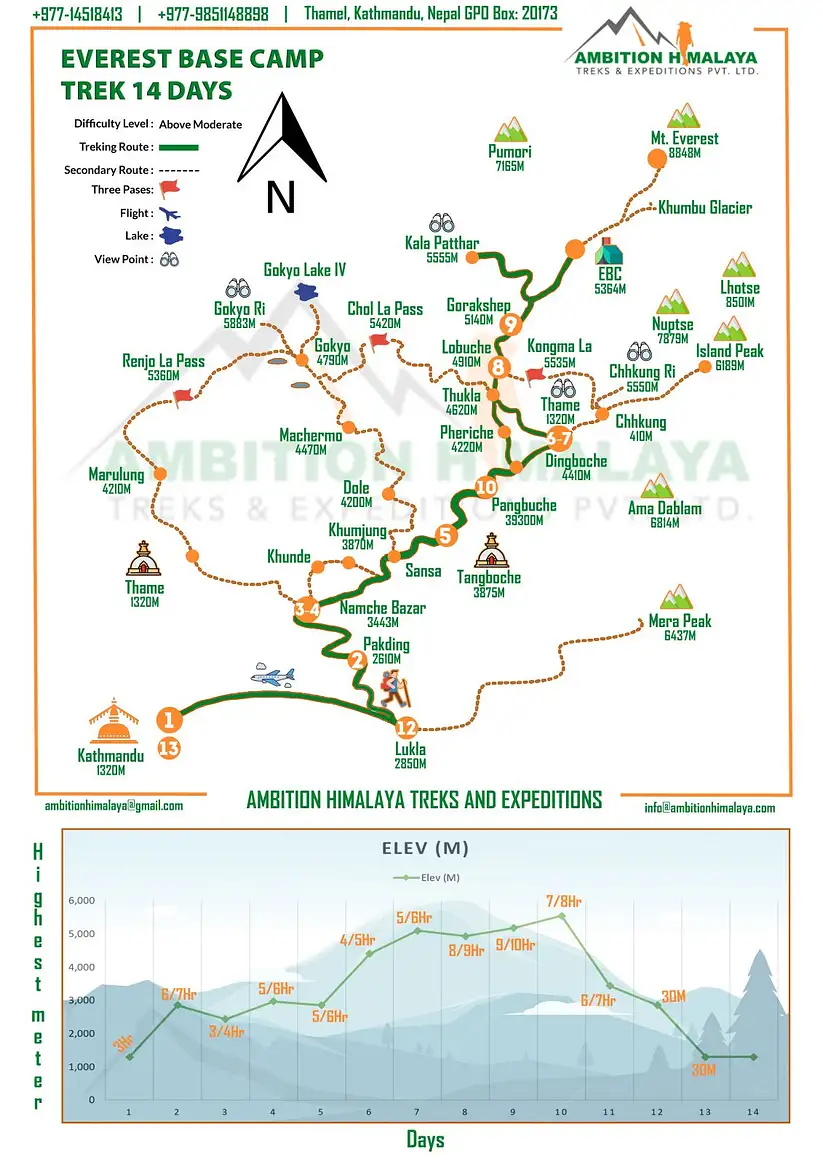 +977-14518413 | +977-9851148898 | Thamel, Kathmandu, Nepal GPO Box: 20173
AMBITION HIMALAYA
TREKS & EXPEDITIONS PVT. LTD.
EVEREST BASE CAMP
TREK 14 DAYS
Difficulty Level : Above Moderate
Treking Route :
Secondary Route :
Three Pases:
Flight :
Lake :
View Point :
N
Pumori
7165M
Mt. Everest
8848M
Khumbu Glacier
Kala Patthar
5555M
EBC
5364M
Lhotse
8501M
Gokyo Lake IV
Gokyo Ri
5883M
Chol La Pass
5420M
Gorakshep
5140M
9
Nuptse
7879M
Renjo La Pass
5360M
Gokyo
4790M
Lobuche
4910M
8
Kongma La
5535M
Island Peak
6189M
Chhkung Ri
5550M
Thukla
4620M
Thame
1320M
Chhkung
410M
Machermo
4470M
Pheriche
4220M
6-7
Dingboche
4410M
AMBITION HIMALAYA
TREKS & EXPEDITIONS PVT. LTD.
Marulung
4210M
Dole
4200M
10
Pangbuche
39300M
Ama Dablam
6814M
Khumjung
3870M
5
Khunde
Sansa
Tangboche
3875M
Thame
1320M
3-4
Namche Bazar
3443M
Mera Peak
6437M
Pakding
2610M
2
1
13
Kathmandu
1320M
12
Lukla
2850M
ambitionhimalaya@gmail.com
AMBITION HIMALAYA TREKS AND EXPEDITIONS
info@ambitionhimalaya.com
Highest meter
ELEV (M)
Elev (M)
6,000
5,000
4,000
3,000
2,000
1,000
0
3Hr
6/7Hr
3/4Hr
5/6Hr
5/6Hr
4/5Hr
5/6Hr
8/9Hr
9/10Hr
7/8Hr
6/7Hr
30M
30M
1 2 3 4 5 6 7 8 9 10 11 12 13 14
Days